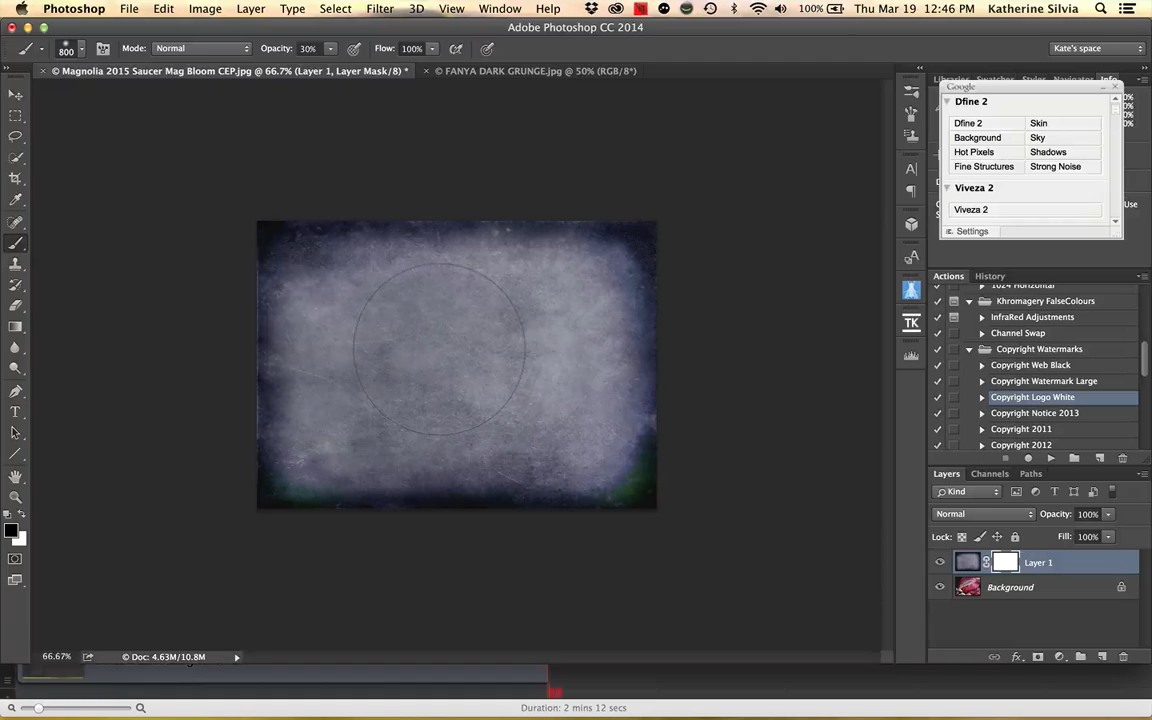 Photoshop File Edit Image Layer Type Select Filter 3D View Window Help 100% Thu Mar 19 12:46 PM Katherine Silvia
Adobe Photoshop CC 2014
800 Mode: Normal Opacity: 30% Flow: 100% Kate's space
× © Magnolia 2015 Saucer Mag Bloom CEP.jpg @ 66.7% (Layer 1, Layer Mask/8) * × © FANYA DARK GRUNGE.jpg @ 50% (RGB/8*)
Libraries Swatches Styles Navigator Info
Google
Dfine 2
Dfine 2 Skin
Background Sky
Hot Pixels Shadows
Fine Structures Strong Noise
Viveza 2
Viveza 2
Settings
Use
Actions History
1024 Horizontal
Khromagery FalseColours
InfraRed Adjustments
Channel Swap
TK
Copyright Watermarks
Copyright Web Black
Copyright Watermark Large
Copyright Logo White
Copyright Notice 2013
Copyright 2011
Copyright 2012
Layers Channels Paths
Kind
Normal Opacity: 100%
Lock: Fill: 100%
Layer 1
Background
66.67% © Doc: 4.63M/10.8M
Duration: 2 mins 12 secs